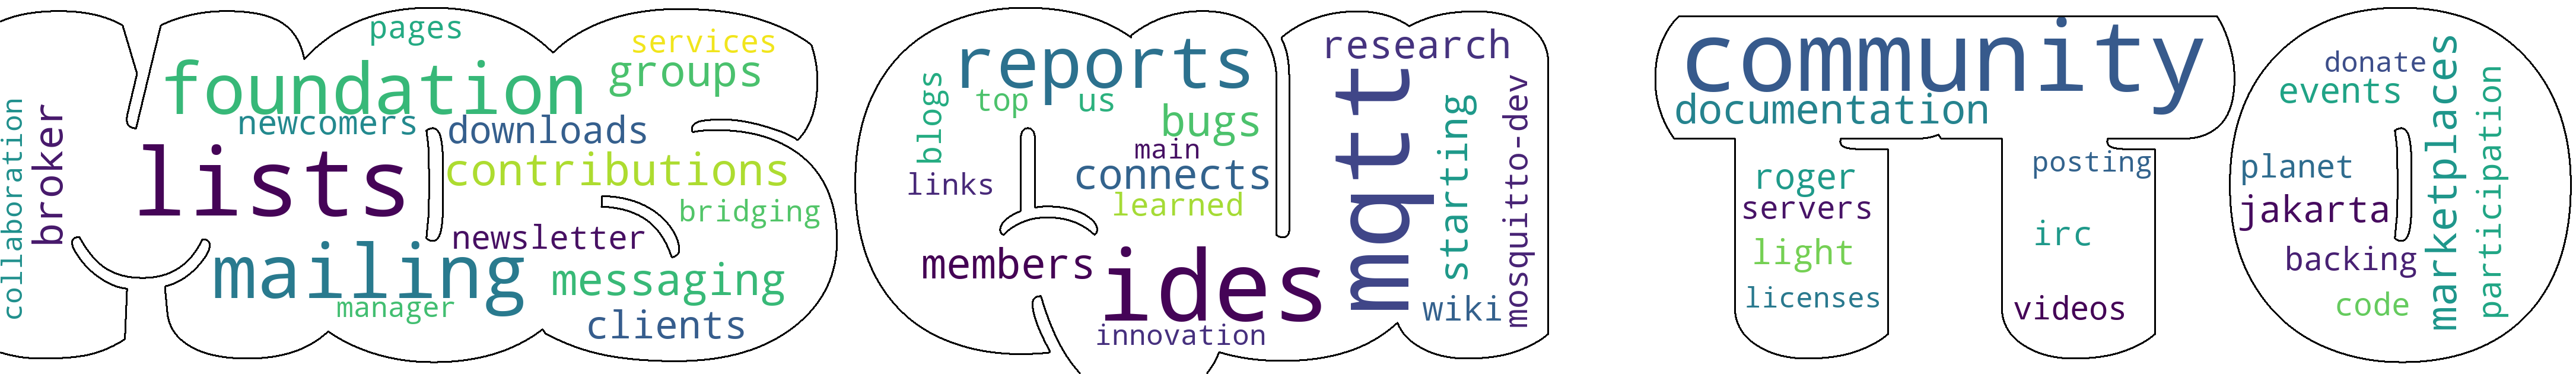 collaboration
broker
pages
services
foundation
groups
newcomers
downloads
lists
contributions
bridging
newsletter
mailing
messaging
manager
clients
reports
research
blogs
top
us
bugs
main
connects
links
learned
members
ides
innovation
mqtt
starting
mosquitto-dev
wiki
community
documentation
roger
servers
light
licenses
posting
irc
videos
donate
events
planet
jakarta
backing
code
marketplaces
participation